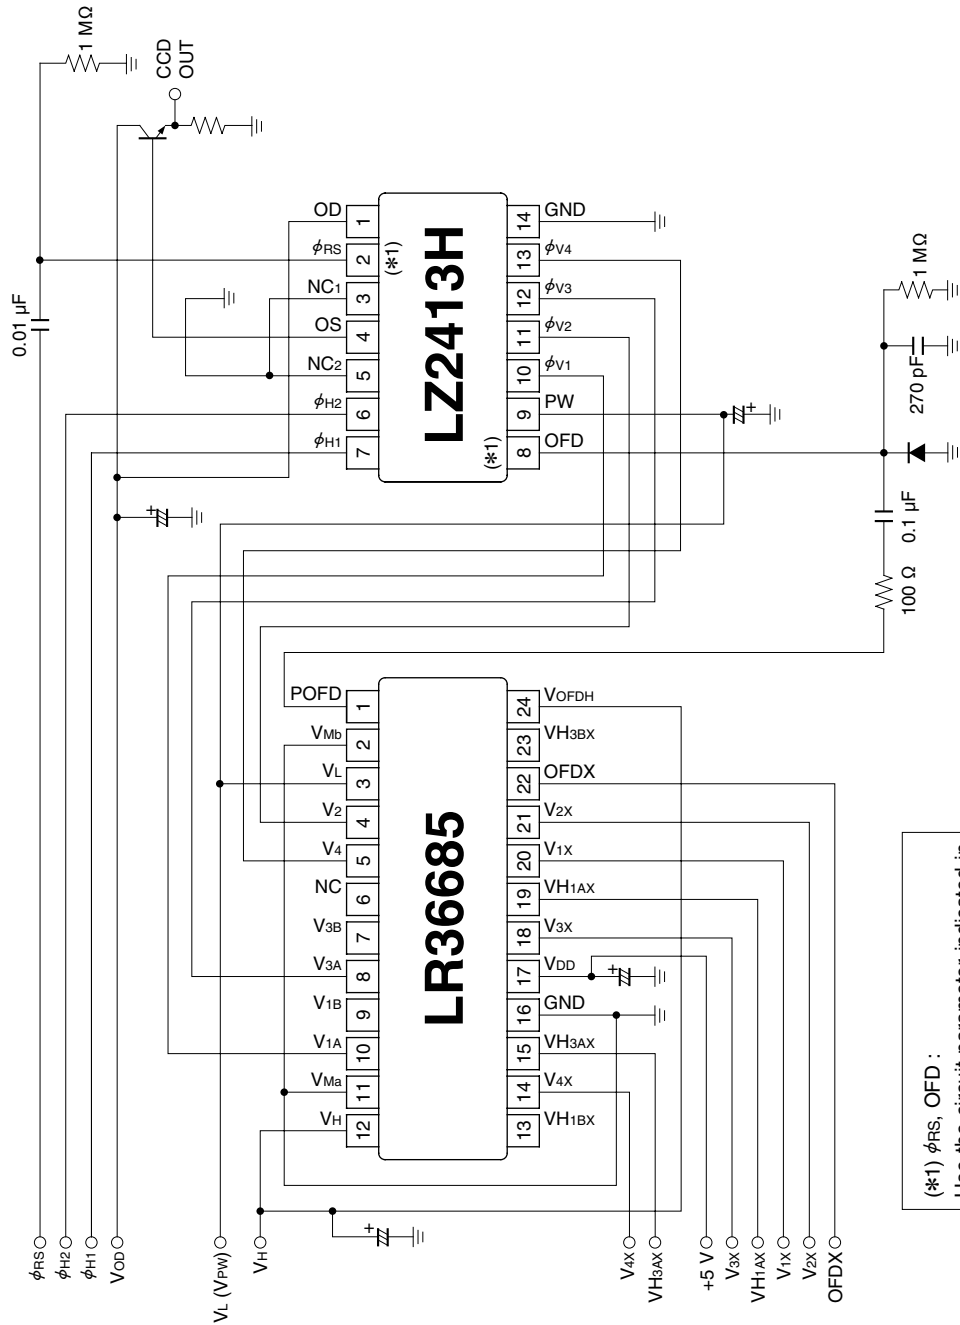 φRS
φH2
φH1
VOD
VL (VPW)
VH
V4X
VH3AX
+5 V
V3X
VH1AX
V1X
V2X
OFDX
0.01 μF
1 MΩ
CCD
OUT
+
+
+
+
LR36685
POFD
1
VMb
2
VL
3
V2
4
V4
5
NC
6
V3B
7
V3A
8
V1B
9
V1A
10
VMa
11
VH
12
VH1BX
13
V4X
14
VH3AX
15
GND
16
VDD
17
V3X
18
VH1AX
19
V1X
20
V2X
21
OFDX
22
VH3BX
23
VOFDH
24
LZ2413H
OD
1
φRS
2
(*1)
NC1
3
OS
4
NC2
5
φH2
6
φH1
7
OFD
8
(*1)
PW
9
φV1
10
φV2
11
φV3
12
φV4
13
GND
14
100 Ω
0.1 μF
270 pF
1 MΩ
(*1) φRS, OFD :